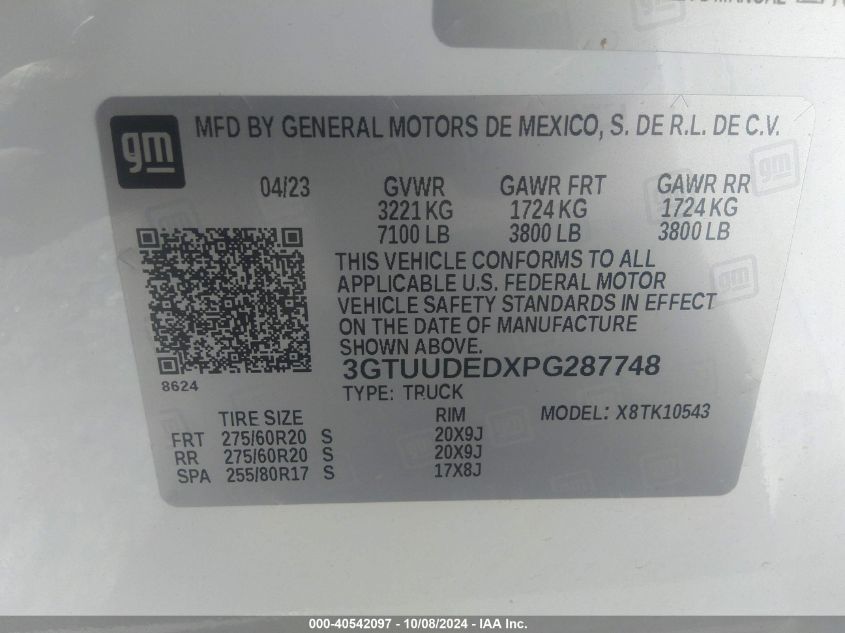 MANUAL
gm
MFD BY GENERAL MOTORS DE MEXICO, S. DE R.L. DE C.V.
04/23 GVWR GAWR FRT GAWR RR
3221 KG 1724 KG 1724 KG
7100 LB 3800 LB 3800 LB
THIS VEHICLE CONFORMS TO ALL
APPLICABLE U.S. FEDERAL MOTOR
VEHICLE SAFETY STANDARDS IN EFFECT
ON THE DATE OF MANUFACTURE
SHOWN ABOVE.
3GTUUDEDXPG287748
8624
TYPE: TRUCK
TIRE SIZE RIM MODEL: X8TK10543
FRT 275/60R20 S 20X9J
RR 275/60R20 S 20X9J
SPA 255/80R17 S 17X8J
000-40542097 - 10/08/2024 - IAA Inc.